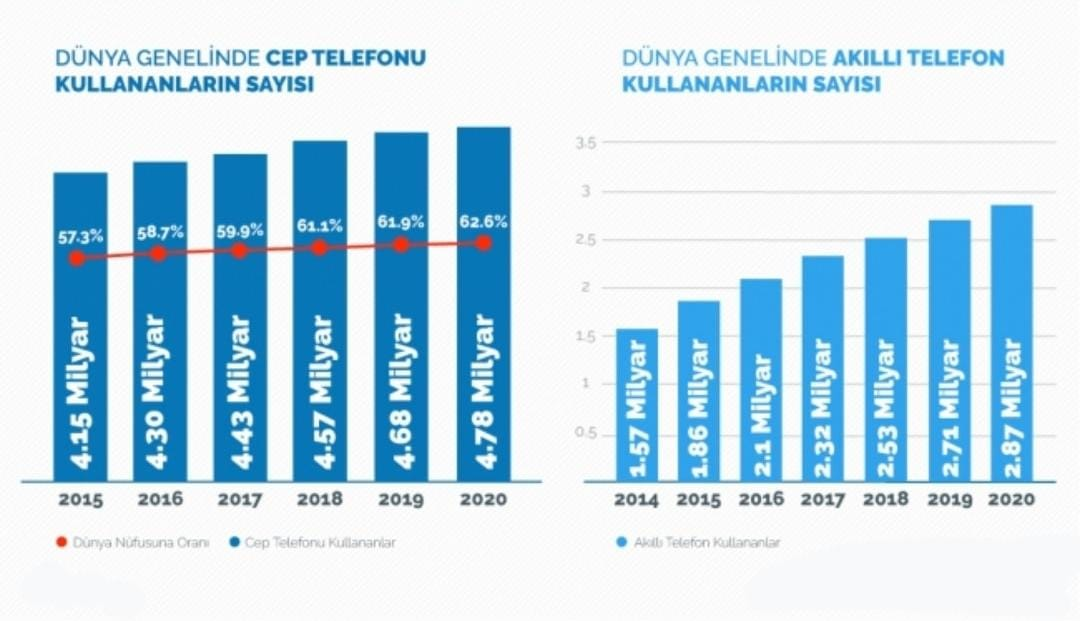 DÜNYA GENELİNDE CEP TELEFONU
KULLANANLARIN SAYISI
57.3%
58.7%
59.9%
61.1%
61.9%
62.6%
4.15 Milyar
4.30 Milyar
4.43 Milyar
4.57 Milyar
4.68 Milyar
4.78 Milyar
2015
2016
2017
2018
2019
2020
Dünya Nüfusuna Oranı
Cep Telefonu Kullananlar
DÜNYA GENELİNDE AKILLI TELEFON
KULLANANLARIN SAYISI
3.5
3
2.5
2
1.5
1
0.5
1.57 Milyar
1.86 Milyar
2.1 Milyar
2.32 Milyar
2.53 Milyar
2.71 Milyar
2.87 Milyar
2014
2015
2016
2017
2018
2019
2020
Akıllı Telefon Kullananlar